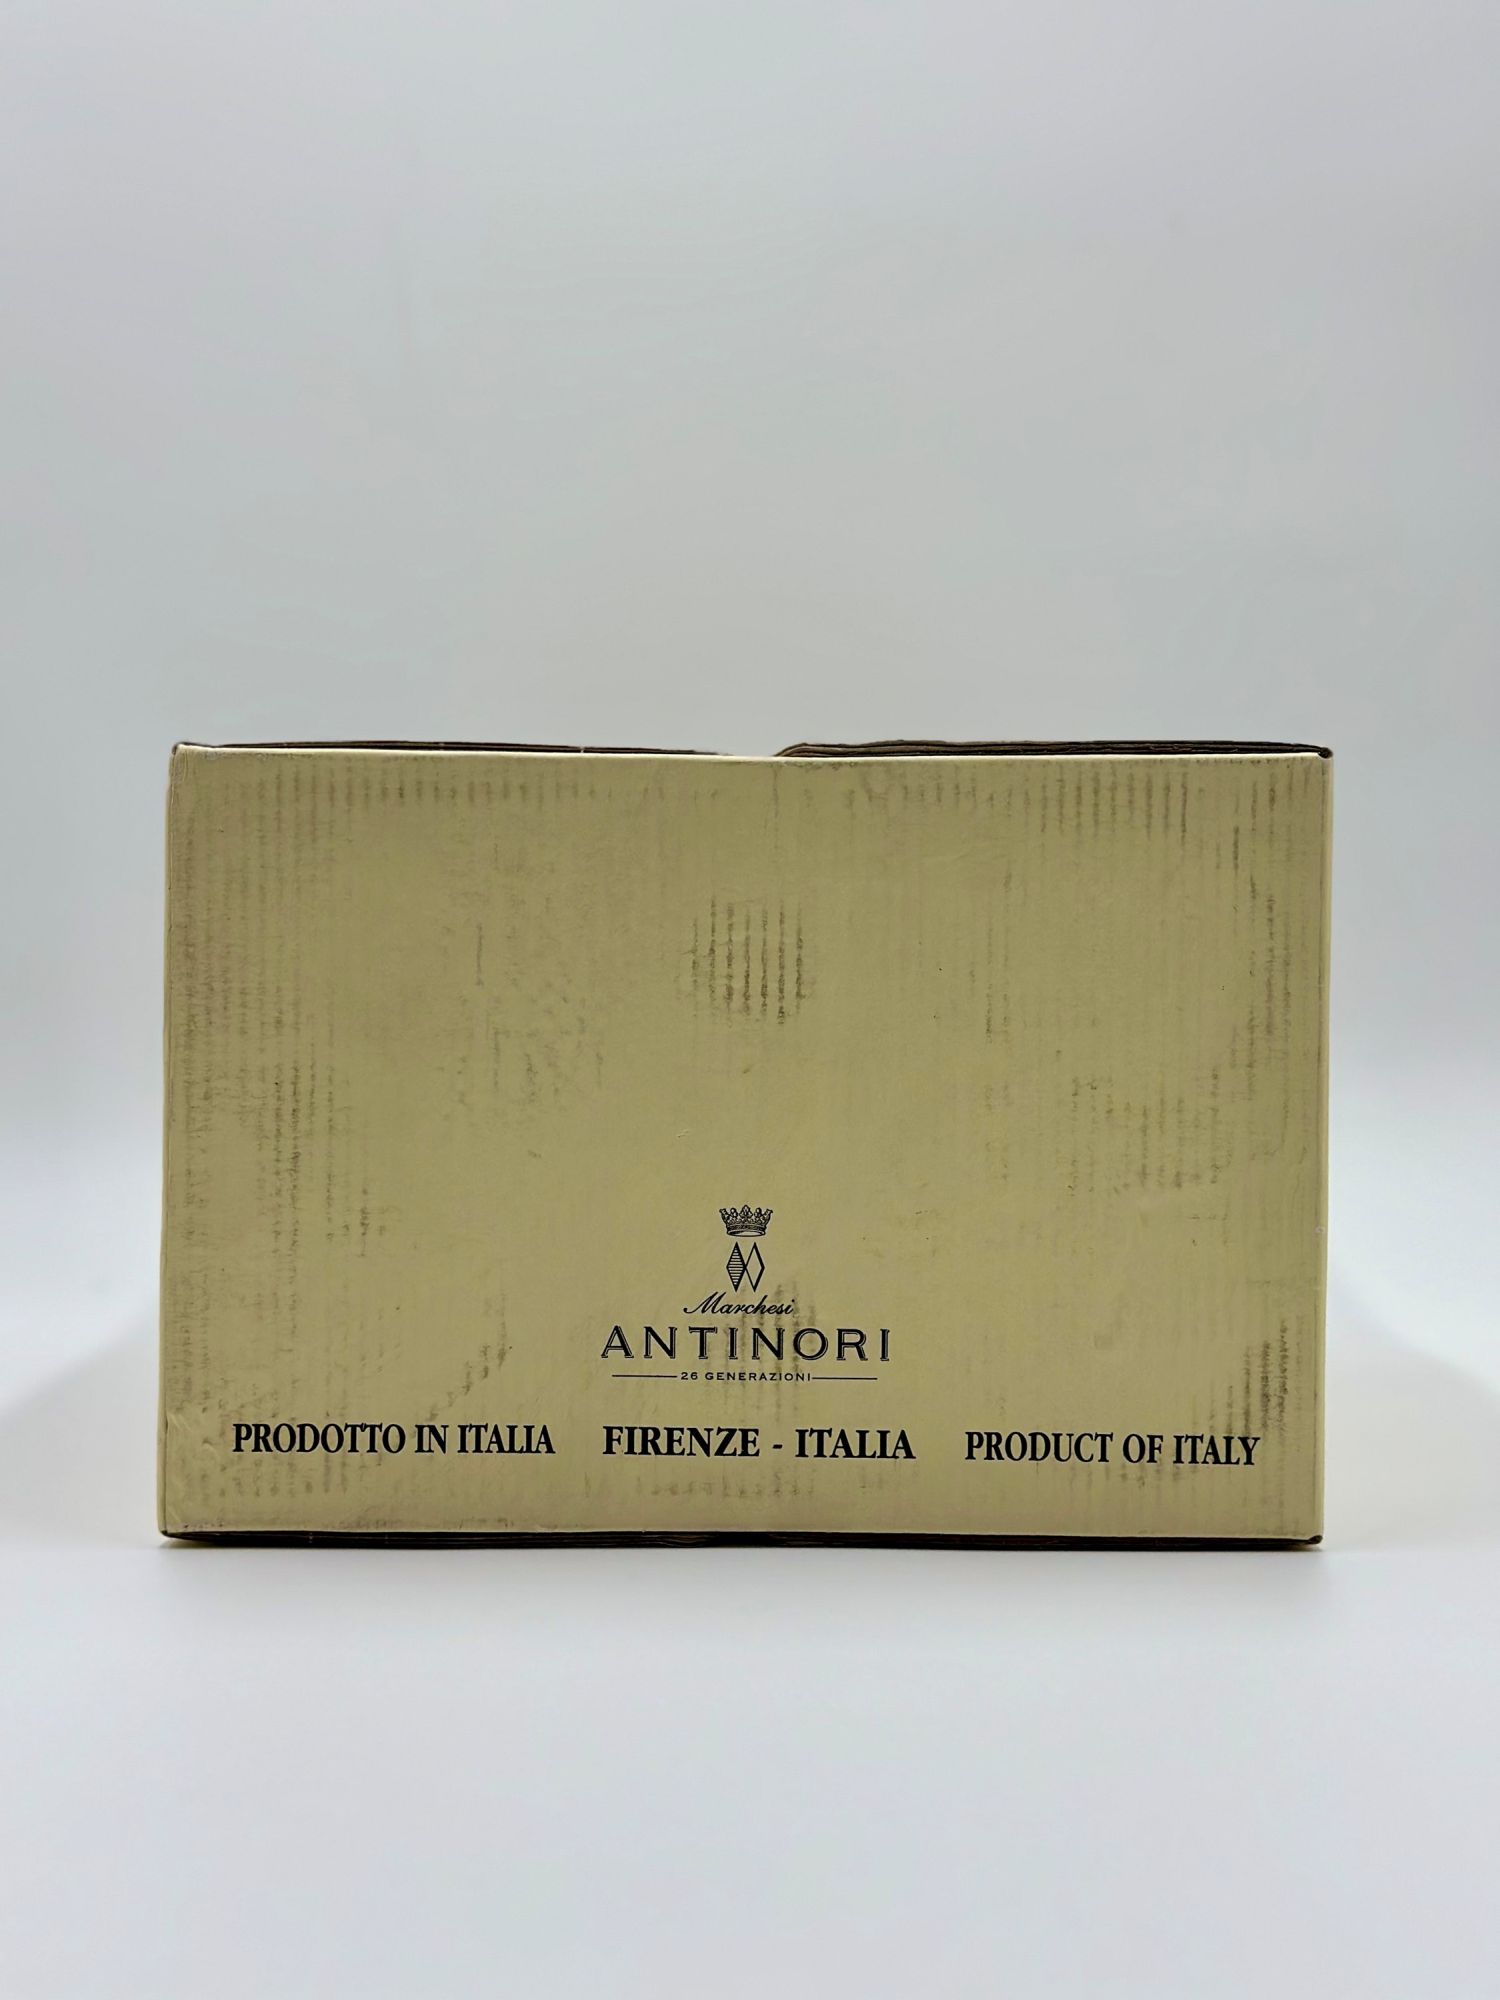 Marchesi
ANTINORI
26 GENERAZIONI
PRODOTTO IN ITALIA FIRENZE - ITALIA PRODUCT OF ITALY